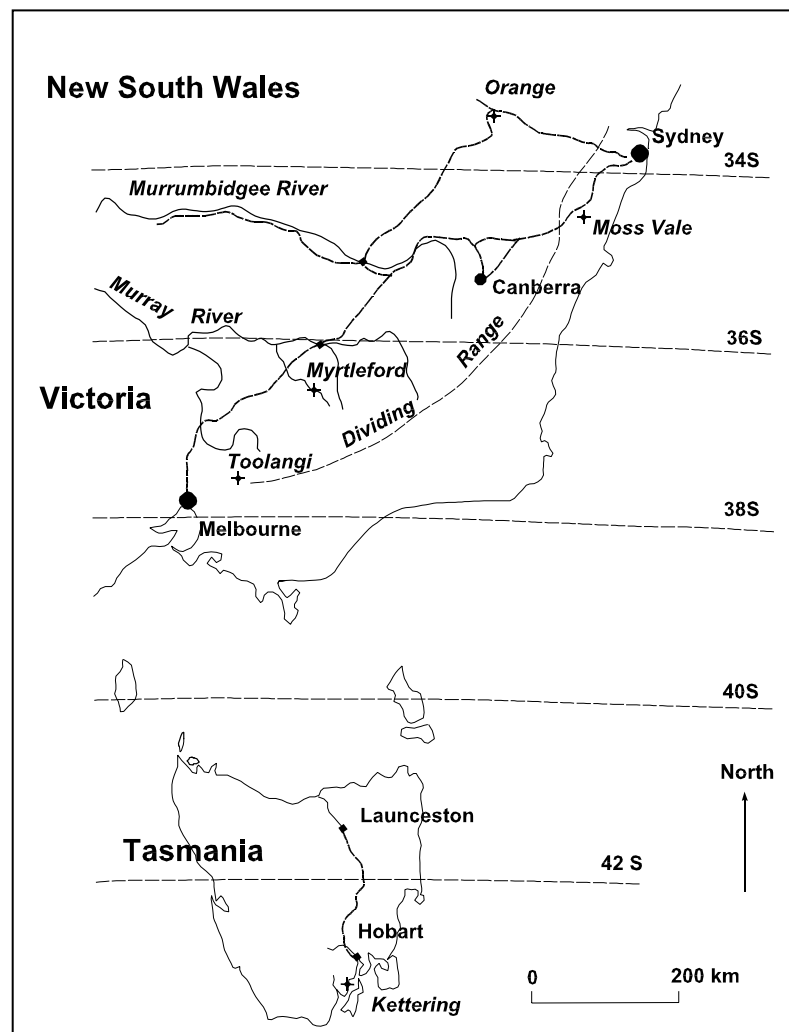 New South Wales
Orange
Sydney
34S
Murrumbidgee River
Moss Vale
Canberra
Murray
River
36S
Range
Myrtleford
Victoria
Dividing
Toolangi
38S
Melbourne
40S
North
Launceston
Tasmania
42 S
Hobart
0
200 km
Kettering